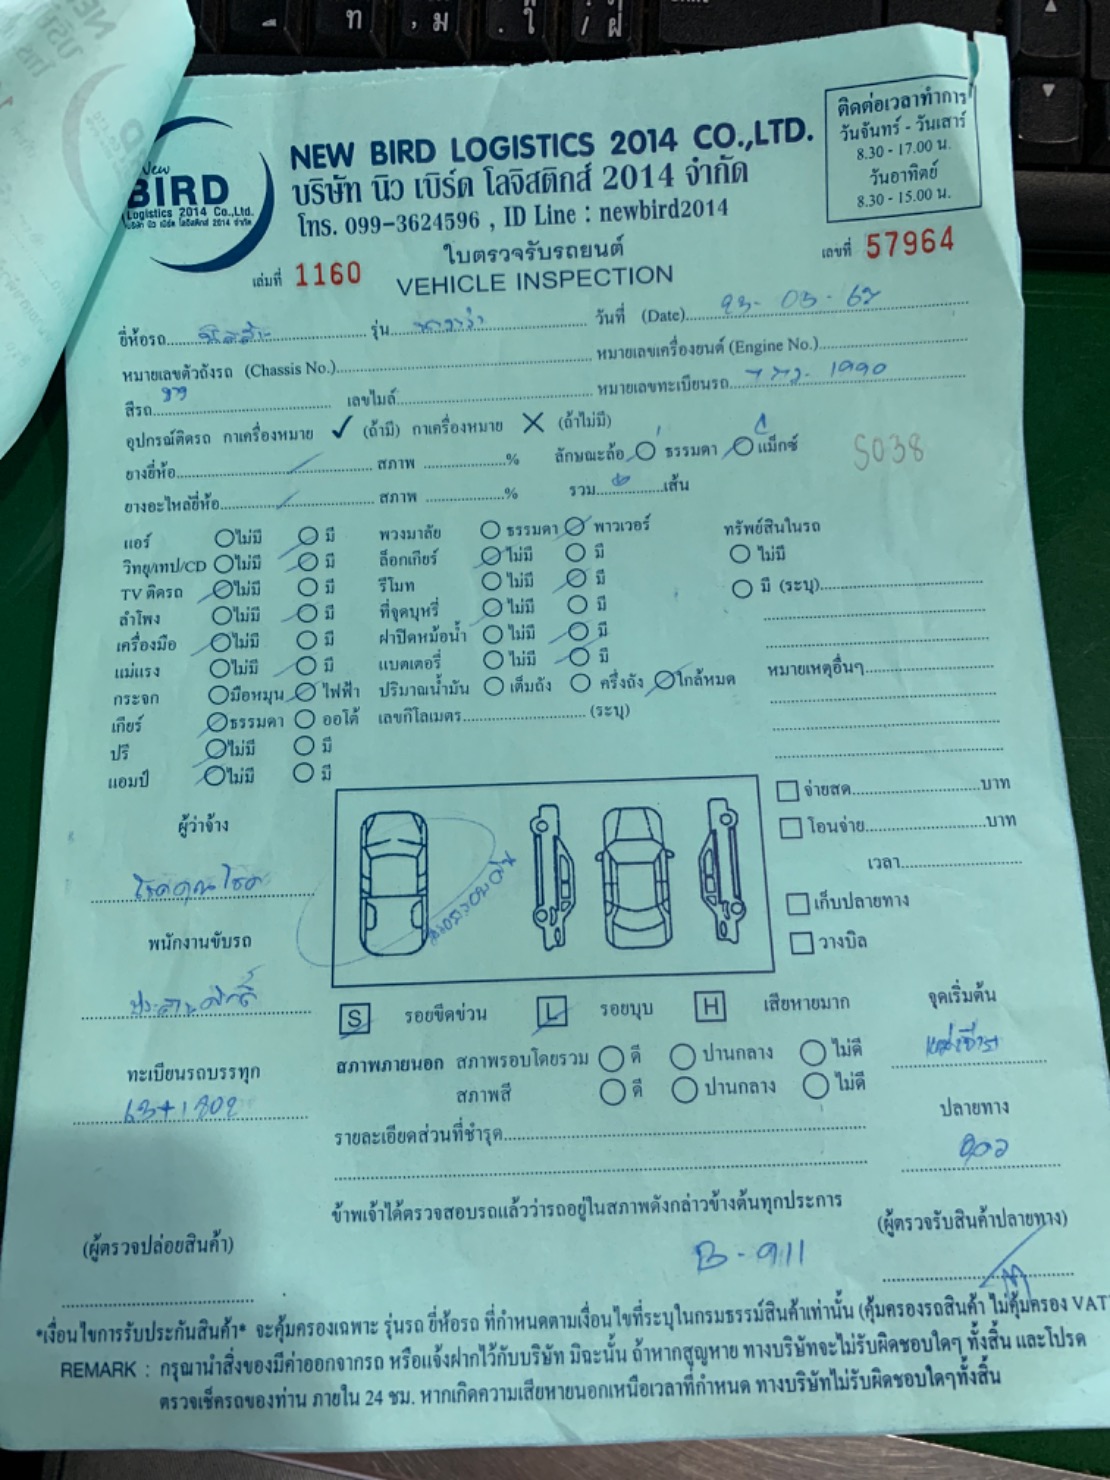 New
BIRD
Logistics 2014 Co.,Ltd.
บริษัท นิว เบิร์ด โลจิสติกส์ 2014 จำกัด
NEW BIRD LOGISTICS 2014 CO.,LTD.
บริษัท นิว เบิร์ด โลจิสติกส์ 2014 จำกัด
โทร. 099-3624596 , ID Line : newbird2014
ติดต่อเวลาทำการ
วันจันทร์ - วันเสาร์
8.30 - 17.00 น.
วันอาทิตย์
8.30 - 15.00 น.
ใบตรวจรับรถยนต์
VEHICLE INSPECTION
เล่มที่ 1160
เลขที่ 57964
ยี่ห้อรถ รุ่น วันที่ (Date) 23-03-67
หมายเลขตัวถังรถ (Chassis No.) หมายเลขเครื่องยนต์ (Engine No.)
สีรถ เลขไมล์ หมายเลขทะเบียนรถ 1990
อุปกรณ์ติดรถ กาเครื่องหมาย ✓ (ถ้ามี) กาเครื่องหมาย ✗ (ถ้าไม่มี)
ยางยี่ห้อ สภาพ % ลักษณะล้อ ธรรมดา แม็กซ์
S038
ยางอะไหล่ยี่ห้อ สภาพ % รวม เส้น
แอร์ ไม่มี มี พวงมาลัย ธรรมดา พาวเวอร์ ทรัพย์สินในรถ
วิทยุ/เทป/CD ไม่มี มี ล็อกเกียร์ ไม่มี มี ไม่มี
TV ติดรถ ไม่มี มี รีโมท ไม่มี มี มี (ระบุ)
ลำโพง ไม่มี มี ที่จุดบุหรี่ ไม่มี มี
เครื่องมือ ไม่มี มี ฝาปิดหม้อน้ำ ไม่มี มี
แม่แรง ไม่มี มี แบตเตอรี่ ไม่มี มี หมายเหตุอื่นๆ
กระจก มือหมุน ไฟฟ้า ปริมาณน้ำมัน เต็มถัง ครึ่งถัง ใกล้หมด
เกียร์ ธรรมดา ออโต้ เลขกิโลเมตร (ระบุ)
ปรี ไม่มี มี
แอมป์ ไม่มี มี
จ่ายสด บาท
โอนจ่าย บาท
เวลา
เก็บปลายทาง
วางบิล
ผู้ว่าจ้าง
โชคคุณโชค
พนักงานขับรถ
ประสานศักดิ์
ทะเบียนรถบรรทุก
S รอยขีดข่วน L รอยบุบ H เสียหายมาก
จุดเริ่มต้น
สภาพภายนอก สภาพรอบโดยรวม ดี ปานกลาง ไม่ดี
สภาพสี ดี ปานกลาง ไม่ดี
ปลายทาง
รายละเอียดส่วนที่ชำรุด
ข้าพเจ้าได้ตรวจสอบรถแล้วว่ารถอยู่ในสภาพดังกล่าวข้างต้นทุกประการ
(ผู้ตรวจปล่อยสินค้า)
(ผู้ตรวจรับสินค้าปลายทาง)
B-911
*เงื่อนไขการรับประกันสินค้า* จะคุ้มครองเฉพาะ รุ่นรถ ยี่ห้อรถ ที่กำหนดตามเงื่อนไขที่ระบุในกรมธรรม์สินค้าเท่านั้น (คุ้มครองรถสินค้า ไม่คุ้มครอง VAT
REMARK : กรุณานำสิ่งของมีค่าออกจากรถ หรือแจ้งฝากไว้กับบริษัท มิฉะนั้น ถ้าหากสูญหาย ทางบริษัทจะไม่รับผิดชอบใดๆ ทั้งสิ้น และโปรด
ตรวจเช็ครถของท่าน ภายใน 24 ชม. หากเกิดความเสียหายนอกเหนือเวลาที่กำหนด ทางบริษัทไม่รับผิดชอบใดๆทั้งสิ้น